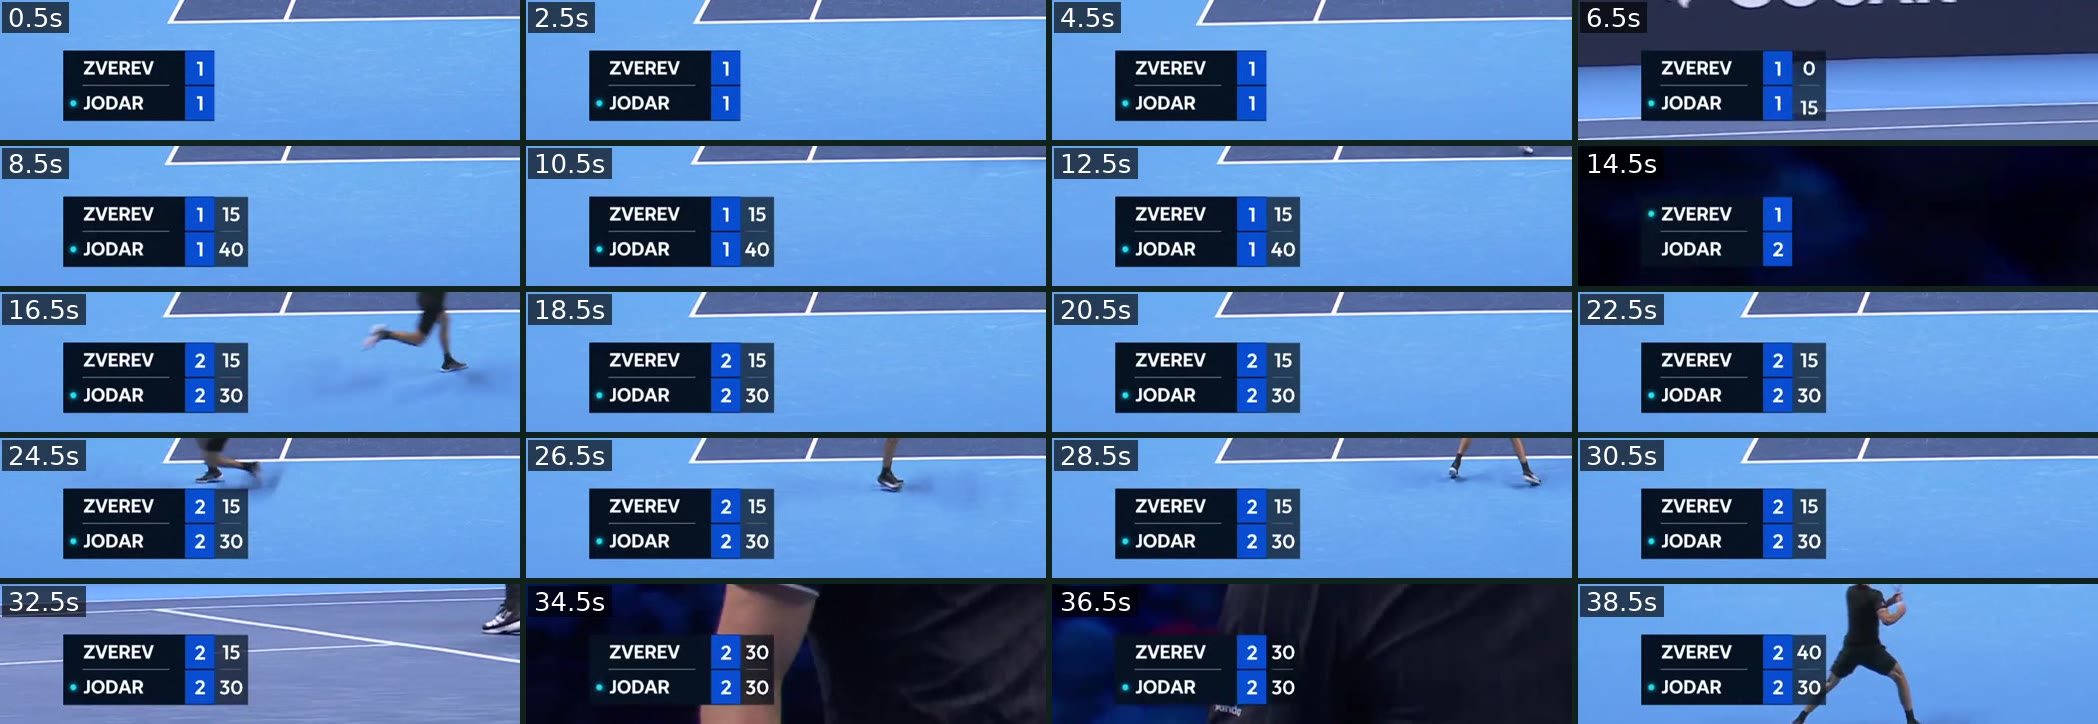 0.5s
ZVEREV 1
JODAR 1
2.5s
ZVEREV 1
JODAR 1
4.5s
ZVEREV 1
JODAR 1
6.5s
ZVEREV 1 0
JODAR 1 15
8.5s
ZVEREV 1 15
JODAR 1 40
10.5s
ZVEREV 1 15
JODAR 1 40
12.5s
ZVEREV 1 15
JODAR 1 40
14.5s
ZVEREV 1
JODAR 2
16.5s
ZVEREV 2 15
JODAR 2 30
18.5s
ZVEREV 2 15
JODAR 2 30
20.5s
ZVEREV 2 15
JODAR 2 30
22.5s
ZVEREV 2 15
JODAR 2 30
24.5s
ZVEREV 2 15
JODAR 2 30
26.5s
ZVEREV 2 15
JODAR 2 30
28.5s
ZVEREV 2 15
JODAR 2 30
30.5s
ZVEREV 2 15
JODAR 2 30
32.5s
ZVEREV 2 15
JODAR 2 30
34.5s
ZVEREV 2 30
JODAR 2 30
36.5s
ZVEREV 2 30
JODAR 2 30
38.5s
ZVEREV 2 40
JODAR 2 30